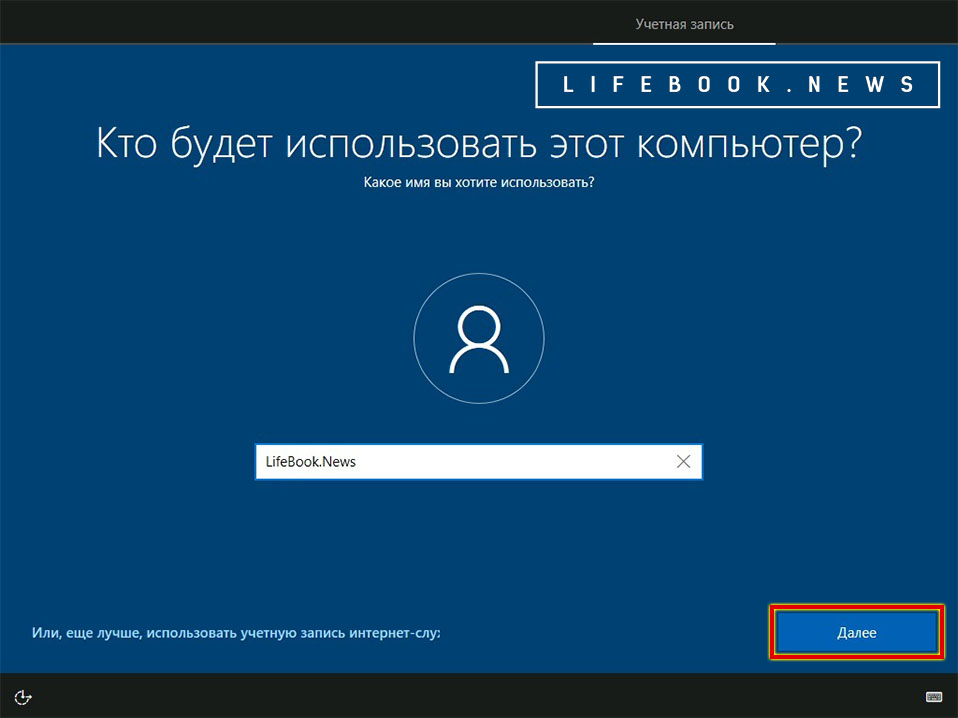 Учетная запись
LIFEBOOK.NEWS
Кто будет использовать этот компьютер?
Какое имя вы хотите использовать?
LifeBook.News
Или, еще лучше, использовать учетную запись интернет-слу
Далее